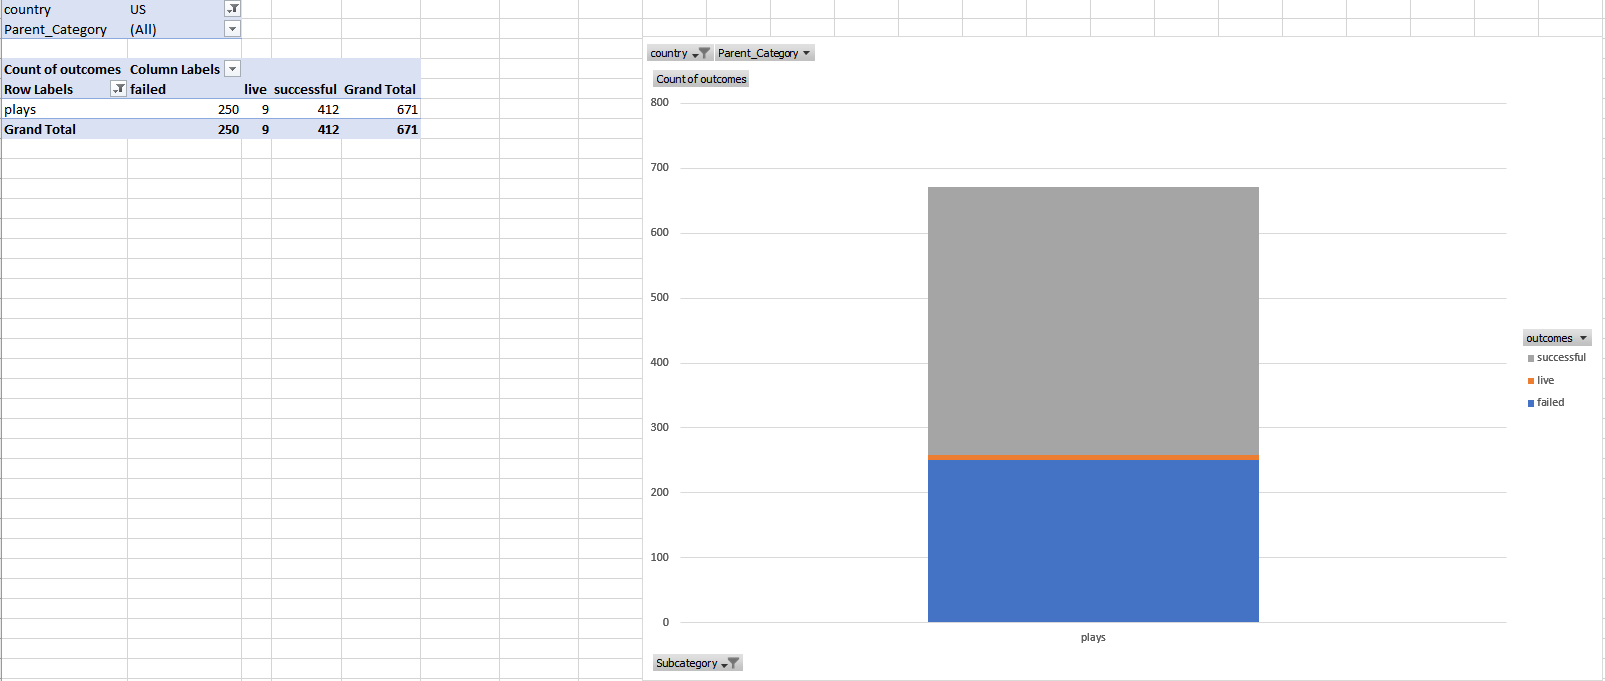 country US
Parent_Category (All)
Count of outcomes Column Labels
Row Labels failed live successful Grand Total
plays 250 9 412 671
Grand Total 250 9 412 671
country Parent_Category
Count of outcomes
800
700
600
500
400
300
200
100
0
plays
Subcategory
outcomes
successful
live
failed